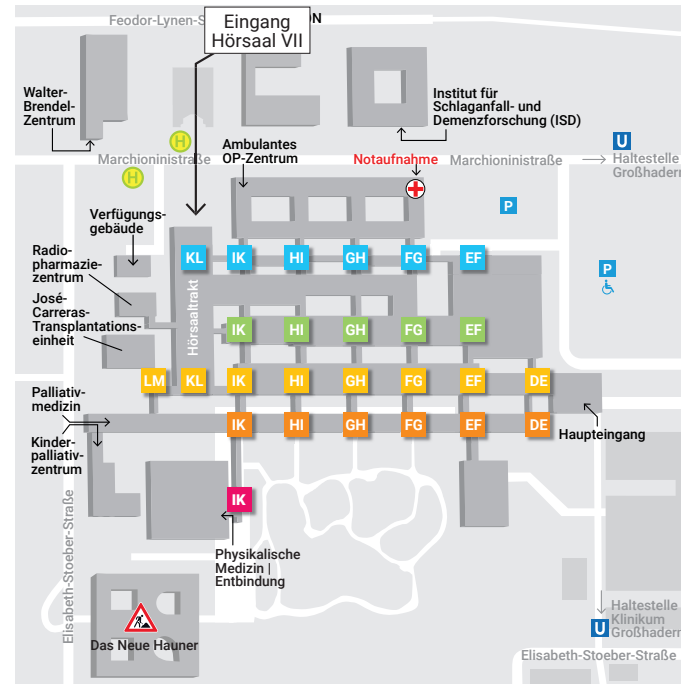 Feodor-Lynen-S
ON
Eingang
Hörsaal VII
Walter-
Brendel-
Zentrum
Institut für
Schlaganfall- und
Demenzforschung (ISD)
H
U
Ambulantes
OP-Zentrum
Marchioninistraße
Notaufnahme
Marchioninistraße
Haltestelle
Großhadern
H
P
Verfügungs-
gebäude
Radio-
pharmazie-
zentrum
KL IK HI GH FG EF
P
José-
Carreras-
Transplantations-
einheit
Hörsaaltrakt
IK HI GH FG EF
LM KL IK HI GH FG EF DE
Palliativ-
medizin
IK HI GH FG EF DE
Haupteingang
Kinder-
palliativ-
zentrum
IK
Elisabeth-Stoeber-Straße
Physikalische
Medizin |
Entbindung
Haltestelle
Klinikum
Großhadern
U
Das Neue Hauner
Elisabeth-Stoeber-Straße